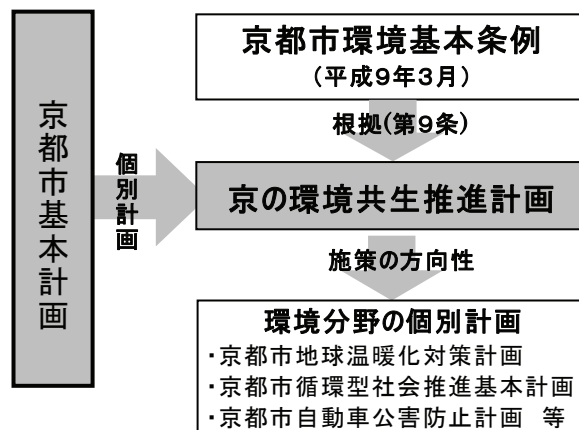 京都市環境基本条例
(平成9年3月)
根拠(第9条)
京都市基本計画
個別計画
京の環境共生推進計画
施策の方向性
環境分野の個別計画
・京都市地球温暖化対策計画
・京都市循環型社会推進基本計画
・京都市自動車公害防止計画　等